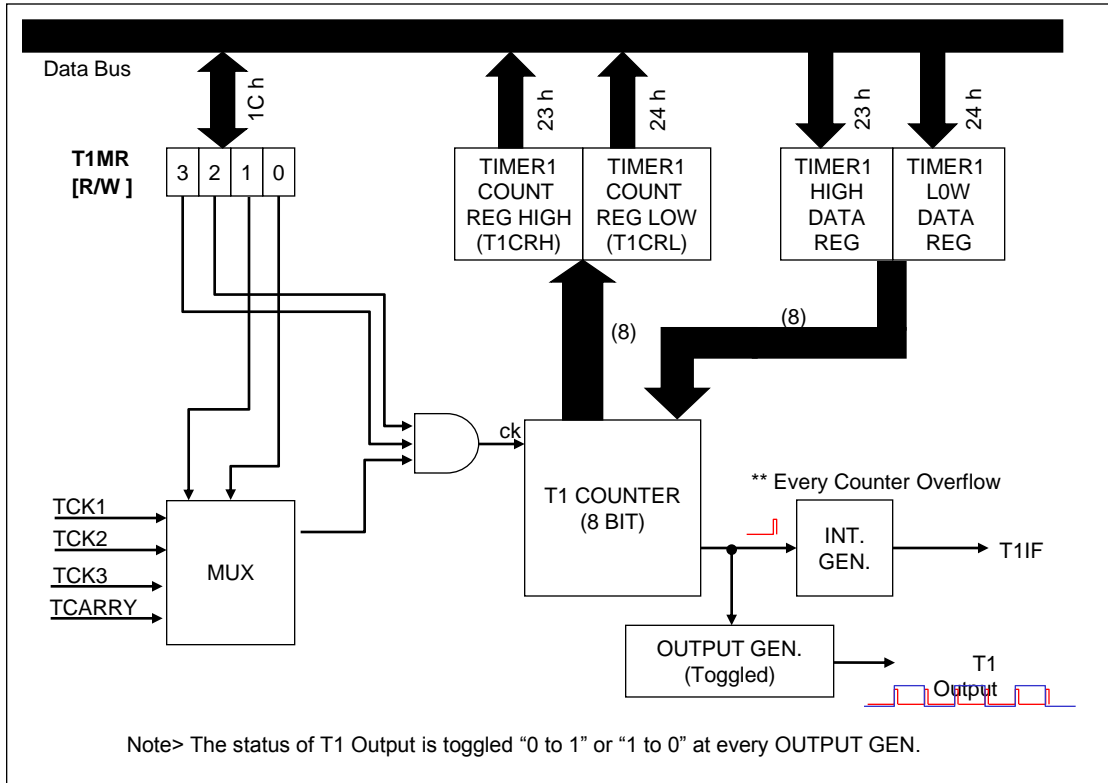 Data Bus
1C h
23 h
24 h
23 h
24 h
T1MR
[R/W ]
3 2 1 0
TIMER1
COUNT
REG HIGH
(T1CRH)
TIMER1
COUNT
REG LOW
(T1CRL)
TIMER1
HIGH
DATA
REG
TIMER1
L0W
DATA
REG
(8)
(8)
ck
T1 COUNTER
(8 BIT)
** Every Counter Overflow
TCK1
TCK2
TCK3
TCARRY
MUX
INT.
GEN.
T1IF
OUTPUT GEN.
(Toggled)
T1
Output
Note> The status of T1 Output is toggled “0 to 1” or “1 to 0” at every OUTPUT GEN.